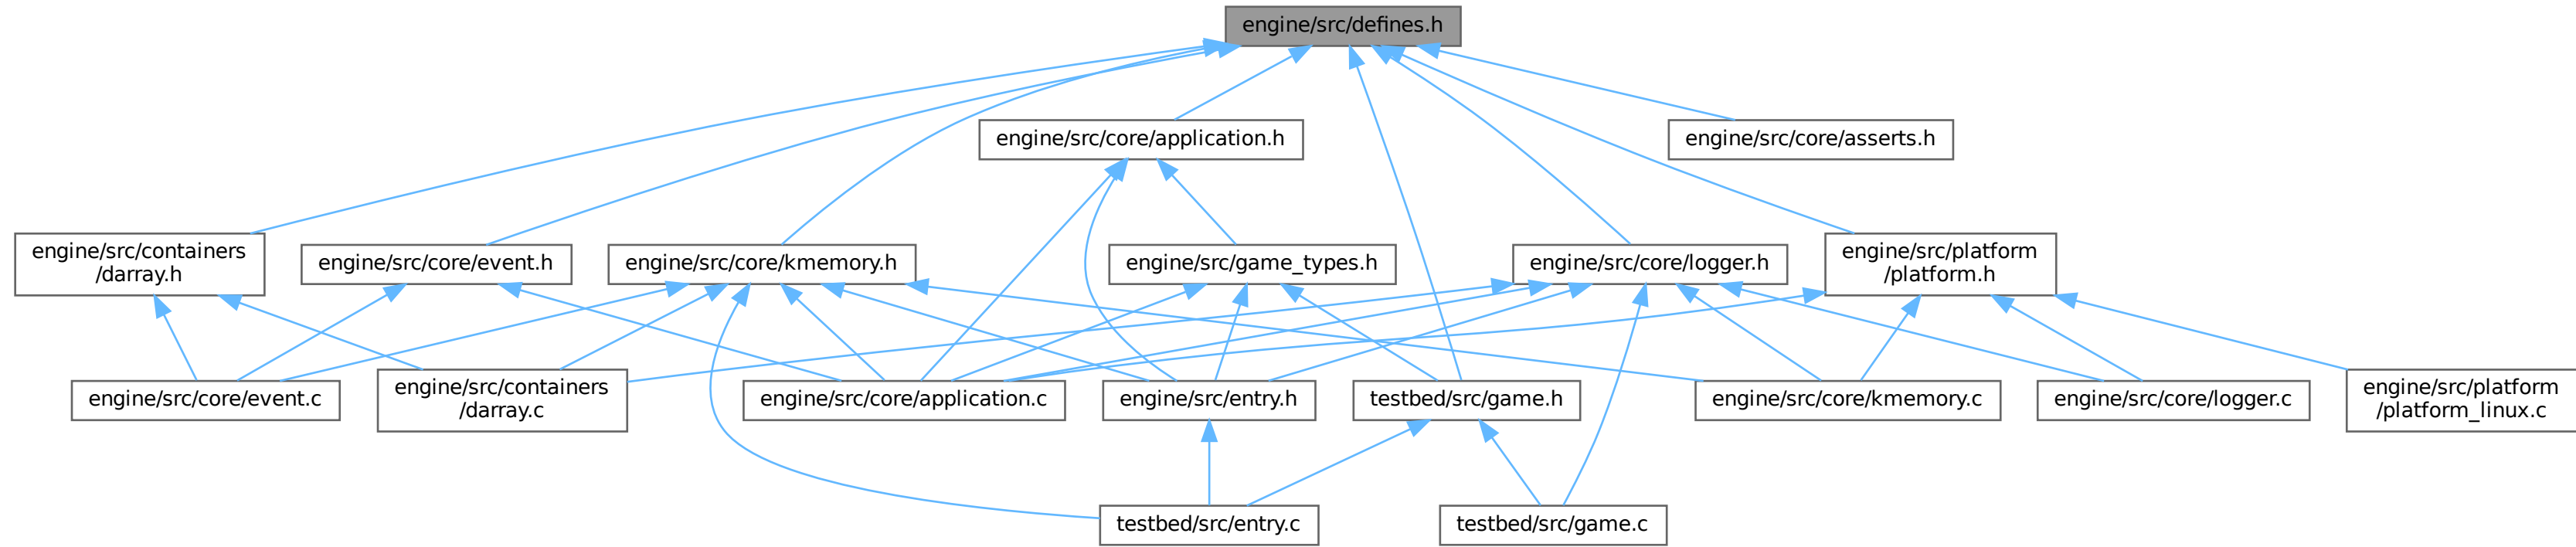 engine/src/defines.h
engine/src/core/application.h
engine/src/core/asserts.h
engine/src/containers
/darray.h
engine/src/core/event.h
engine/src/core/kmemory.h
engine/src/game_types.h
engine/src/core/logger.h
engine/src/platform
/platform.h
engine/src/core/event.c
engine/src/containers
/darray.c
engine/src/core/application.c
engine/src/entry.h
testbed/src/game.h
engine/src/core/kmemory.c
engine/src/core/logger.c
engine/src/platform
/platform_linux.c
testbed/src/entry.c
testbed/src/game.c